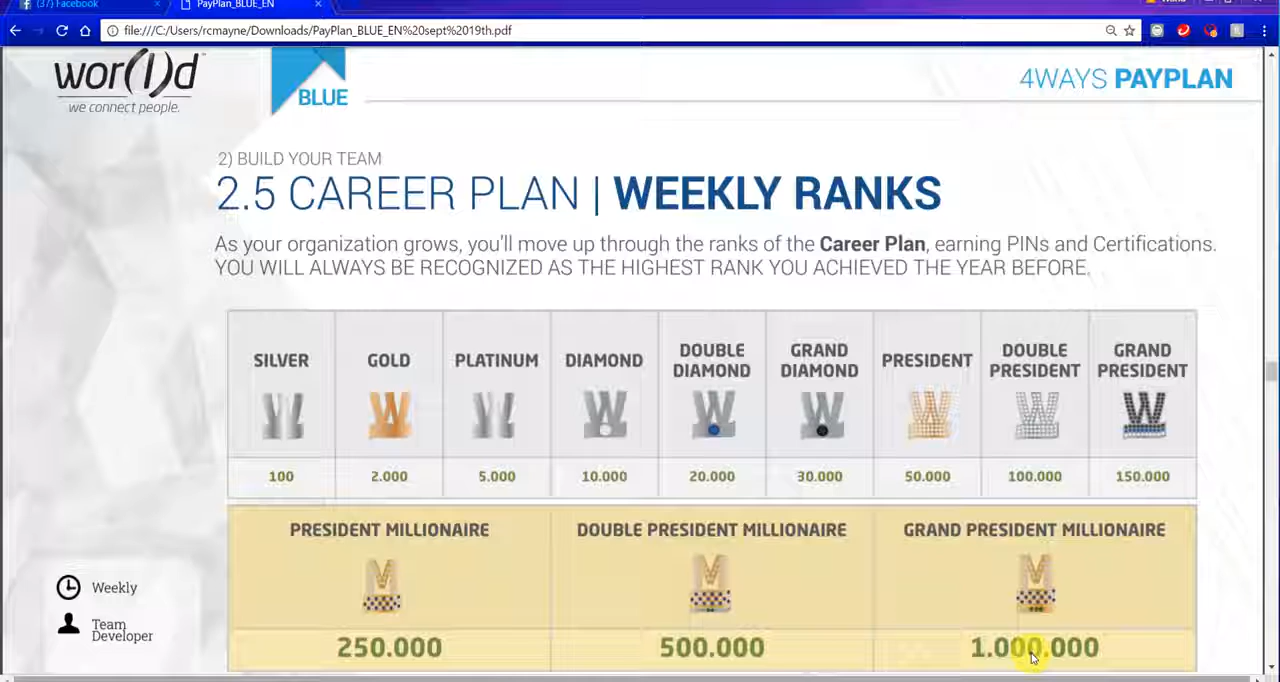 (37) Facebook
PayPlan_BLUE_EN
file:///C:/Users/rcmayne/Downloads/PayPlan_BLUE_EN%20sept%2019th.pdf
wor(l)d
we connect people.
BLUE
4WAYS PAYPLAN
2) BUILD YOUR TEAM
2.5 CAREER PLAN | WEEKLY RANKS
As your organization grows, you'll move up through the ranks of the Career Plan, earning PINs and Certifications.
YOU WILL ALWAYS BE RECOGNIZED AS THE HIGHEST RANK YOU ACHIEVED THE YEAR BEFORE.
SILVER GOLD PLATINUM DIAMOND DOUBLE DIAMOND GRAND DIAMOND PRESIDENT DOUBLE PRESIDENT GRAND PRESIDENT
100 2.000 5.000 10.000 20.000 30.000 50.000 100.000 150.000
PRESIDENT MILLIONAIRE DOUBLE PRESIDENT MILLIONAIRE GRAND PRESIDENT MILLIONAIRE
250.000 500.000 1.000.000
Weekly
Team
Developer